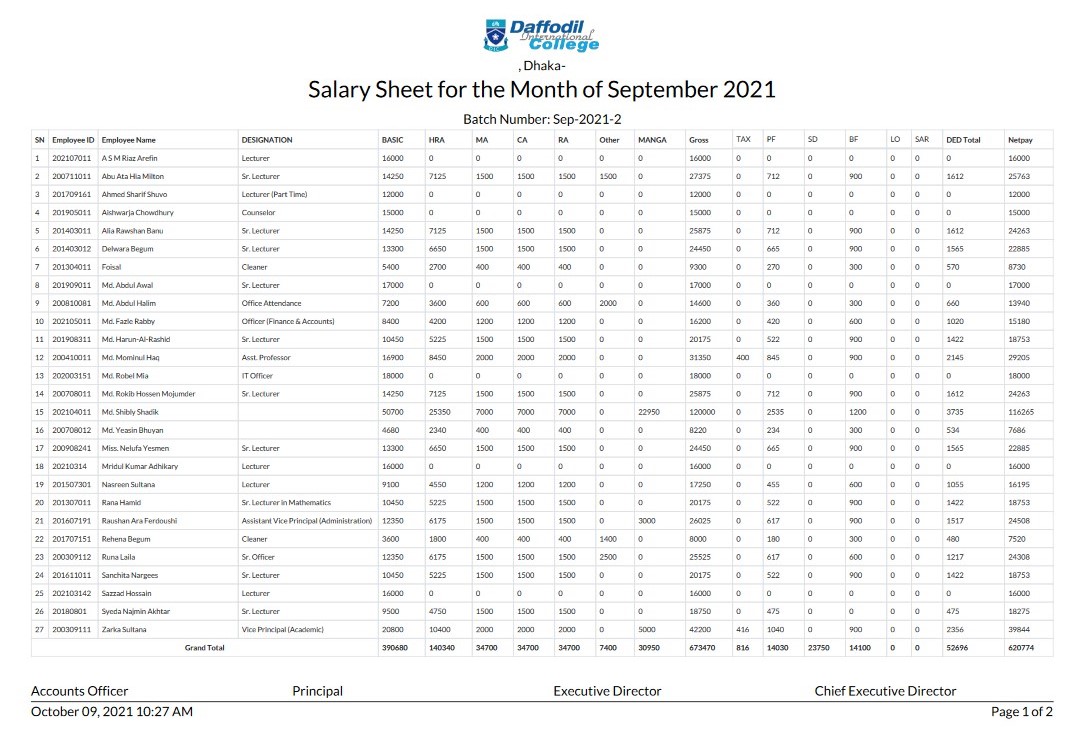 Daffodil
International
College
DIC
, Dhaka-
Salary Sheet for the Month of September 2021
Batch Number: Sep-2021-2
SN Employee ID Employee Name DESIGNATION BASIC HRA MA CA RA Other MANGA Gross TAX PF SD BF LO SAR DED Total Netpay
1 202107011 A S M Riaz Arefin Lecturer 16000 0 0 0 0 0 0 16000 0 0 0 0 0 0 0 16000
2 200711011 Abu Ata Hia Milton Sr. Lecturer 14250 7125 1500 1500 1500 1500 0 27375 0 712 0 900 0 0 1612 25763
3 201709161 Ahmed Sharif Shuvo Lecturer (Part Time) 12000 0 0 0 0 0 0 12000 0 0 0 0 0 0 0 12000
4 201905011 Aishwarja Chowdhury Counselor 15000 0 0 0 0 0 0 15000 0 0 0 0 0 0 0 15000
5 201403011 Alia Rawshan Banu Sr. Lecturer 14250 7125 1500 1500 1500 0 0 25875 0 712 0 900 0 0 1612 24263
6 201403012 Delwara Begum Sr. Lecturer 13300 6650 1500 1500 1500 0 0 24450 0 665 0 900 0 0 1565 22885
7 201304011 Foisal Cleaner 5400 2700 400 400 400 0 0 9300 0 270 0 300 0 0 570 8730
8 201909011 Md. Abdul Awal Sr. Lecturer 17000 0 0 0 0 0 0 17000 0 0 0 0 0 0 0 17000
9 200810081 Md. Abdul Halim Office Attendance 7200 3600 600 600 600 2000 0 14600 0 360 0 300 0 0 660 13940
10 202105011 Md. Fazle Rabby Officer (Finance & Accounts) 8400 4200 1200 1200 1200 0 0 16200 0 420 0 600 0 0 1020 15180
11 201908311 Md. Harun-Al-Rashid Sr. Lecturer 10450 5225 1500 1500 1500 0 0 20175 0 522 0 900 0 0 1422 18753
12 200410011 Md. Mominul Haq Asst. Professor 16900 8450 2000 2000 2000 0 0 31350 400 845 0 900 0 0 2145 29205
13 202003151 Md. Robel Mia IT Officer 18000 0 0 0 0 0 0 18000 0 0 0 0 0 0 0 18000
14 200708011 Md. Rokib Hossen Mojumder Sr. Lecturer 14250 7125 1500 1500 1500 0 0 25875 0 712 0 900 0 0 1612 24263
15 202104011 Md. Shibly Shadik 50700 25350 7000 7000 7000 0 22950 120000 0 2535 0 1200 0 0 3735 116265
16 200708012 Md. Yeasin Bhuyan 4680 2340 400 400 400 0 0 8220 0 234 0 300 0 0 534 7686
17 200908241 Miss. Nelufa Yesmen Sr. Lecturer 13300 6650 1500 1500 1500 0 0 24450 0 665 0 900 0 0 1565 22885
18 20210314 Mridul Kumar Adhikary Lecturer 16000 0 0 0 0 0 0 16000 0 0 0 0 0 0 0 16000
19 201507301 Nasreen Sultana Lecturer 9100 4550 1200 1200 1200 0 0 17250 0 455 0 600 0 0 1055 16195
20 201307011 Rana Hamid Sr. Lecturer in Mathematics 10450 5225 1500 1500 1500 0 0 20175 0 522 0 900 0 0 1422 18753
21 201607191 Raushan Ara Ferdoushi Assistant Vice Principal (Administration) 12350 6175 1500 1500 1500 0 3000 26025 0 617 0 900 0 0 1517 24508
22 201707151 Rehena Begum Cleaner 3600 1800 400 400 400 1400 0 8000 0 180 0 300 0 0 480 7520
23 200309112 Runa Laila Sr. Officer 12350 6175 1500 1500 1500 2500 0 25525 0 617 0 600 0 0 1217 24308
24 201611011 Sanchita Nargees Sr. Lecturer 10450 5225 1500 1500 1500 0 0 20175 0 522 0 900 0 0 1422 18753
25 202103142 Sazzad Hossain Lecturer 16000 0 0 0 0 0 0 16000 0 0 0 0 0 0 0 16000
26 20180801 Syeda Najmin Akhtar Sr. Lecturer 9500 4750 1500 1500 1500 0 0 18750 0 475 0 0 0 0 475 18275
27 200309111 Zarka Sultana Vice Principal (Academic) 20800 10400 2000 2000 2000 0 5000 42200 416 1040 0 900 0 0 2356 39844
Grand Total 390680 140340 34700 34700 34700 7400 30950 673470 816 14030 23750 14100 0 0 52696 620774
Accounts Officer Principal Executive Director Chief Executive Director
October 09, 2021 10:27 AM Page 1 of 2